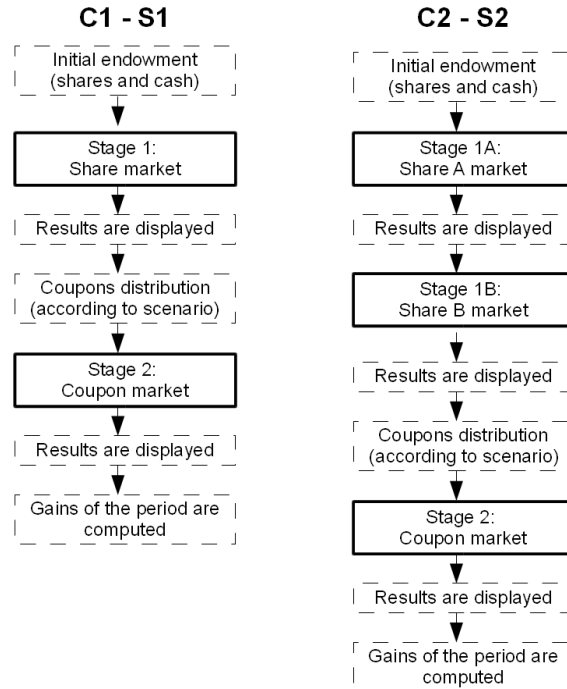 C1 - S1
Initial endowment
(shares and cash)
Stage 1:
Share market
Results are displayed
Coupons distribution
(according to scenario)
Stage 2:
Coupon market
Results are displayed
Gains of the period are
computed
C2 - S2
Initial endowment
(shares and cash)
Stage 1A:
Share A market
Results are displayed
Stage 1B:
Share B market
Results are displayed
Coupons distribution
(according to scenario)
Stage 2:
Coupon market
Results are displayed
Gains of the period are
computed